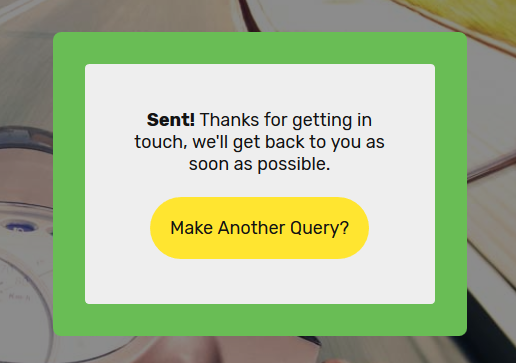 Sent! Thanks for getting in
touch, we'll get back to you as
soon as possible.
Make Another Query?